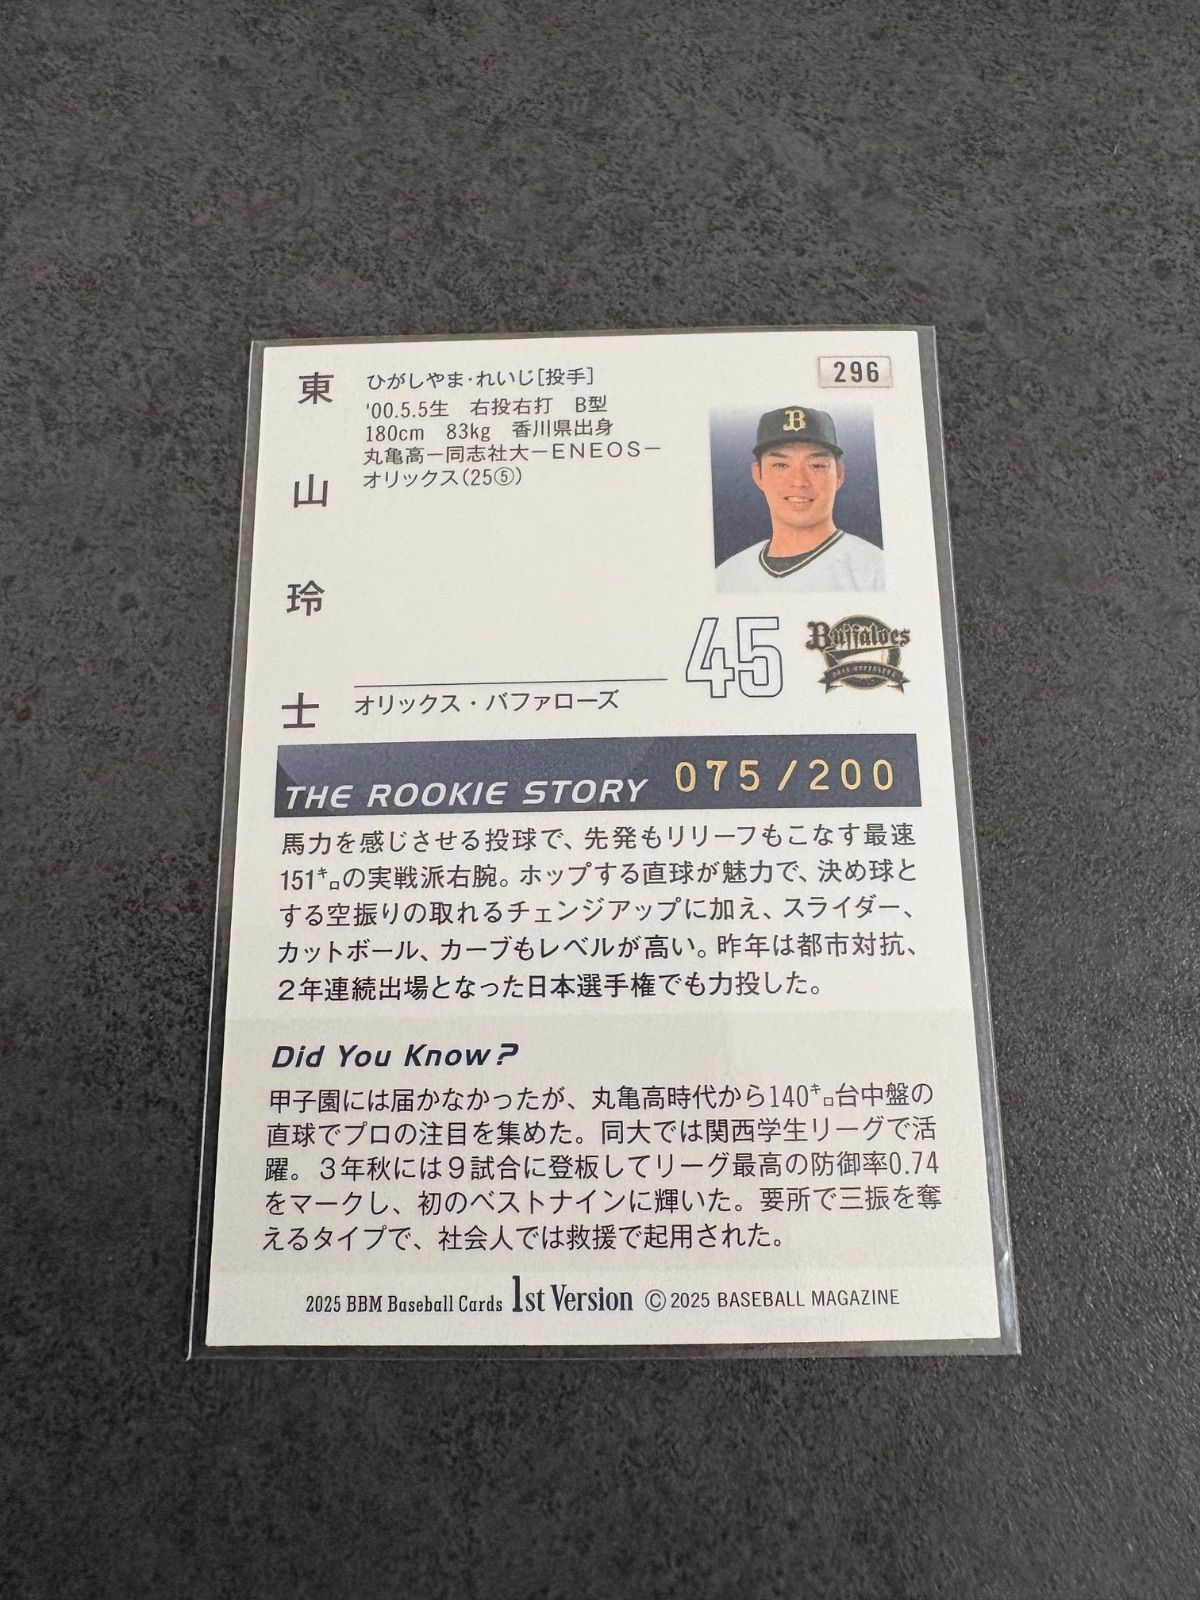 東山玲士
ひがしやま・れいじ[投手]
'00.5.5生　右投右打　B型
180cm　83kg　香川県出身
丸亀高－同志社大－ENEOS－
オリックス(25⑤)
296
B
45
Buffaloes
オリックス・バファローズ
THE ROOKIE STORY 075/200
馬力を感じさせる投球で、先発もリリーフもこなす最速
151㌔の実戦派右腕。ホップする直球が魅力で、決め球と
する空振りの取れるチェンジアップに加え、スライダー、
カットボール、カーブもレベルが高い。昨年は都市対抗、
2年連続出場となった日本選手権でも力投した。
Did You Know?
甲子園には届かなかったが、丸亀高時代から140㌔台中盤の
直球でプロの注目を集めた。同大では関西学生リーグで活
躍。3年秋には9試合に登板してリーグ最高の防御率0.74
をマークし、初のベストナインに輝いた。要所で三振を奪
えるタイプで、社会人では救援で起用された。
2025 BBM Baseball Cards 1st Version © 2025 BASEBALL MAGAZINE